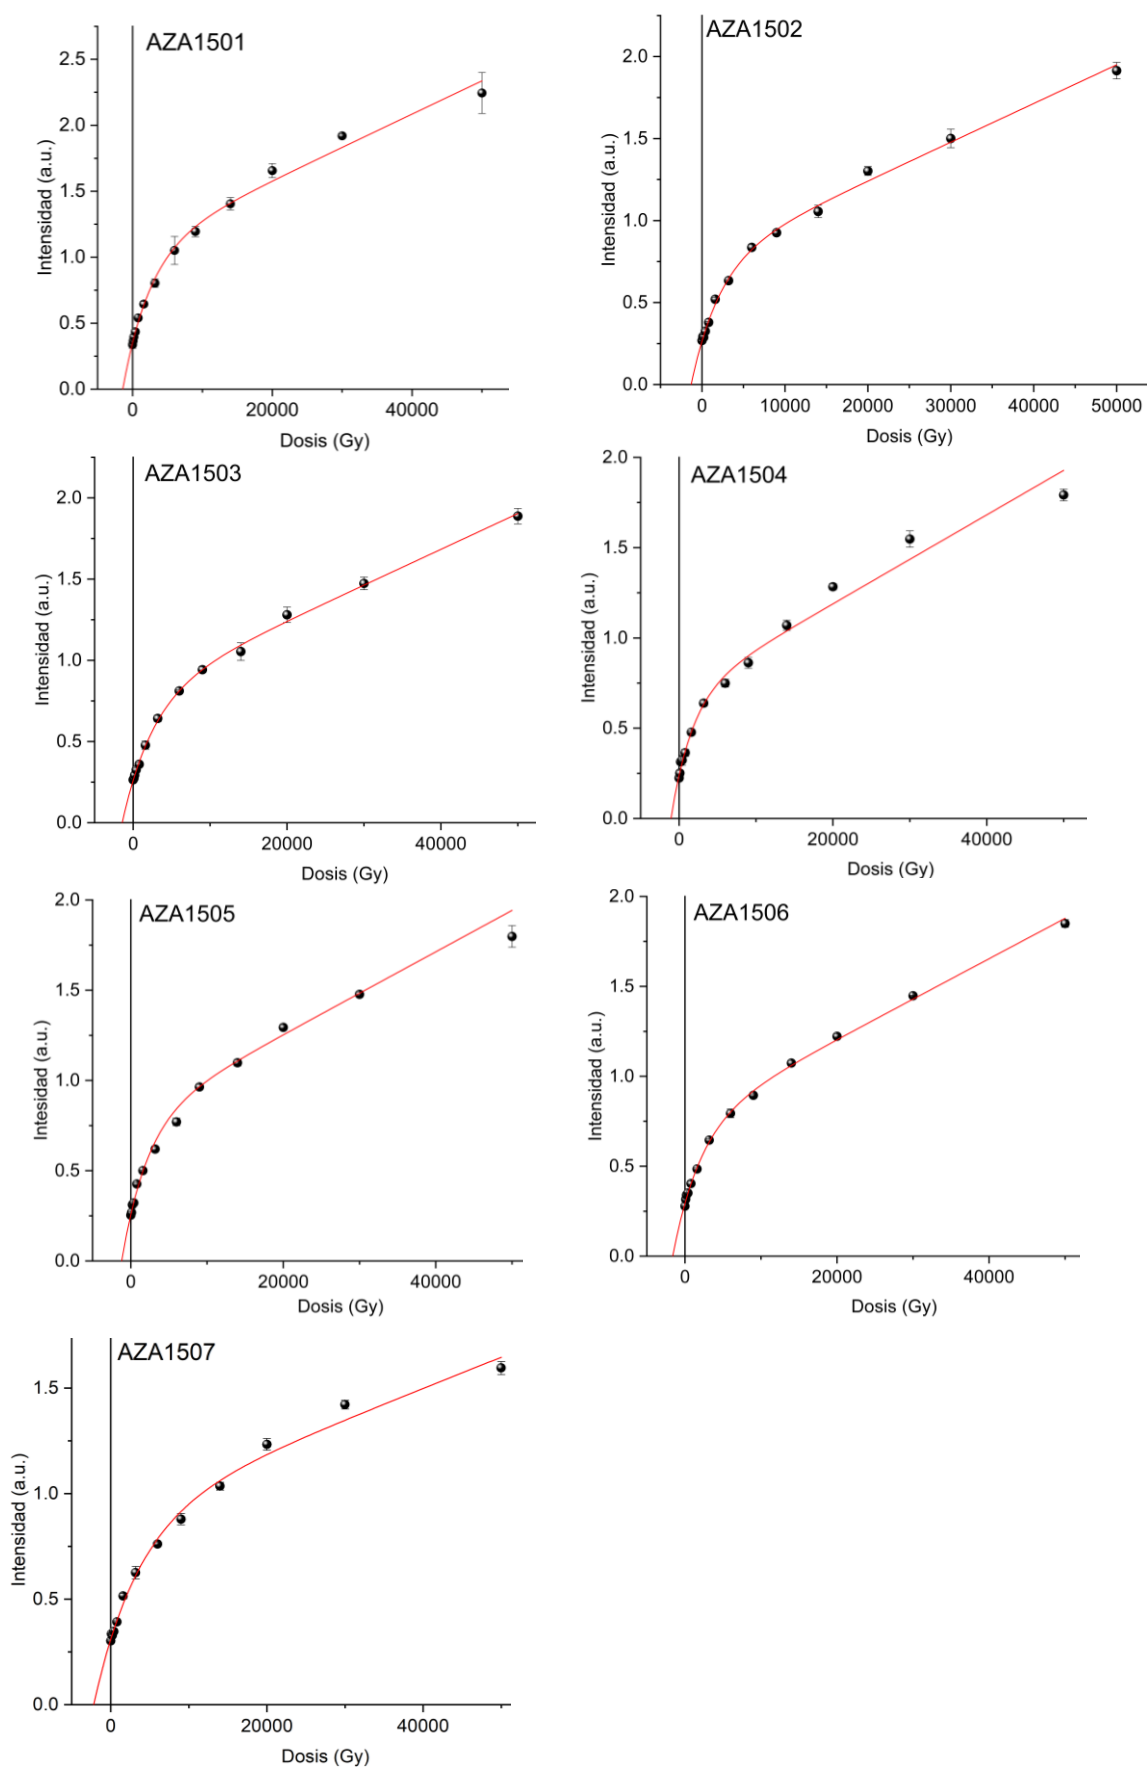 AZA1501
2.5
2.0
1.5
1.0
0.5
0.0
Intensidad (a.u.)
0 20000 40000
Dosis (Gy)
AZA1502
2.0
1.5
1.0
0.5
0.0
Intensidad (a.u.)
0 10000 20000 30000 40000 50000
Dosis (Gy)
AZA1503
2.0
1.5
1.0
0.5
0.0
Intensidad (a.u.)
0 20000 40000
Dosis (Gy)
AZA1504
2.0
1.5
1.0
0.5
0.0
Intensidad (a.u.)
0 20000 40000
Dosis (Gy)
AZA1505
2.0
1.5
1.0
0.5
0.0
Intesidad (a.u.)
0 20000 40000
Dosis (Gy)
AZA1506
2.0
1.5
1.0
0.5
0.0
Intensidad (a.u.)
0 20000 40000
Dosis (Gy)
AZA1507
1.5
1.0
0.5
0.0
Intensidad (a.u.)
0 20000 40000
Dosis (Gy)